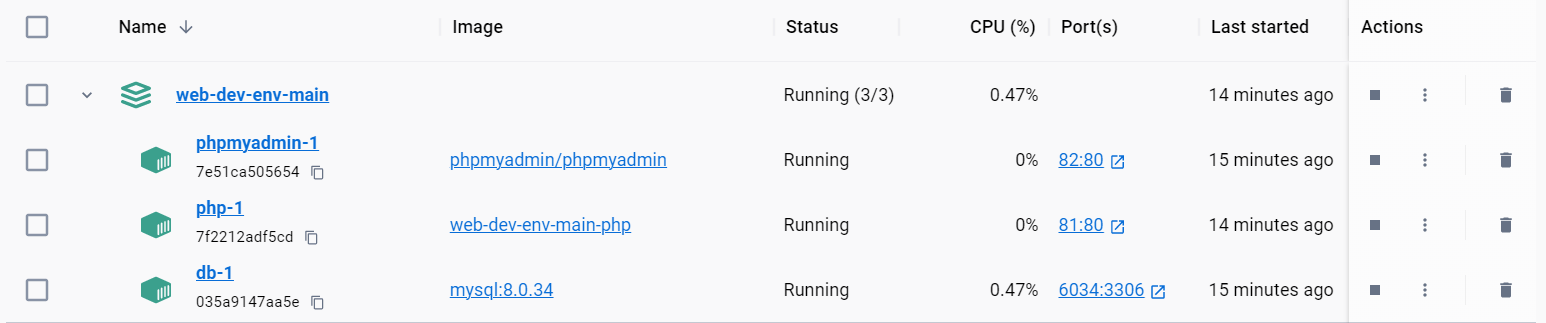 Name Image Status CPU (%) Port(s) Last started Actions
web-dev-env-main Running (3/3) 0.47% 14 minutes ago
phpmyadmin-1
7e51ca505654
phpmyadmin/phpmyadmin Running 0% 82:80 15 minutes ago
php-1
7f2212adf5cd
web-dev-env-main-php Running 0% 81:80 14 minutes ago
db-1
035a9147aa5e
mysql:8.0.34 Running 0.47% 6034:3306 15 minutes ago